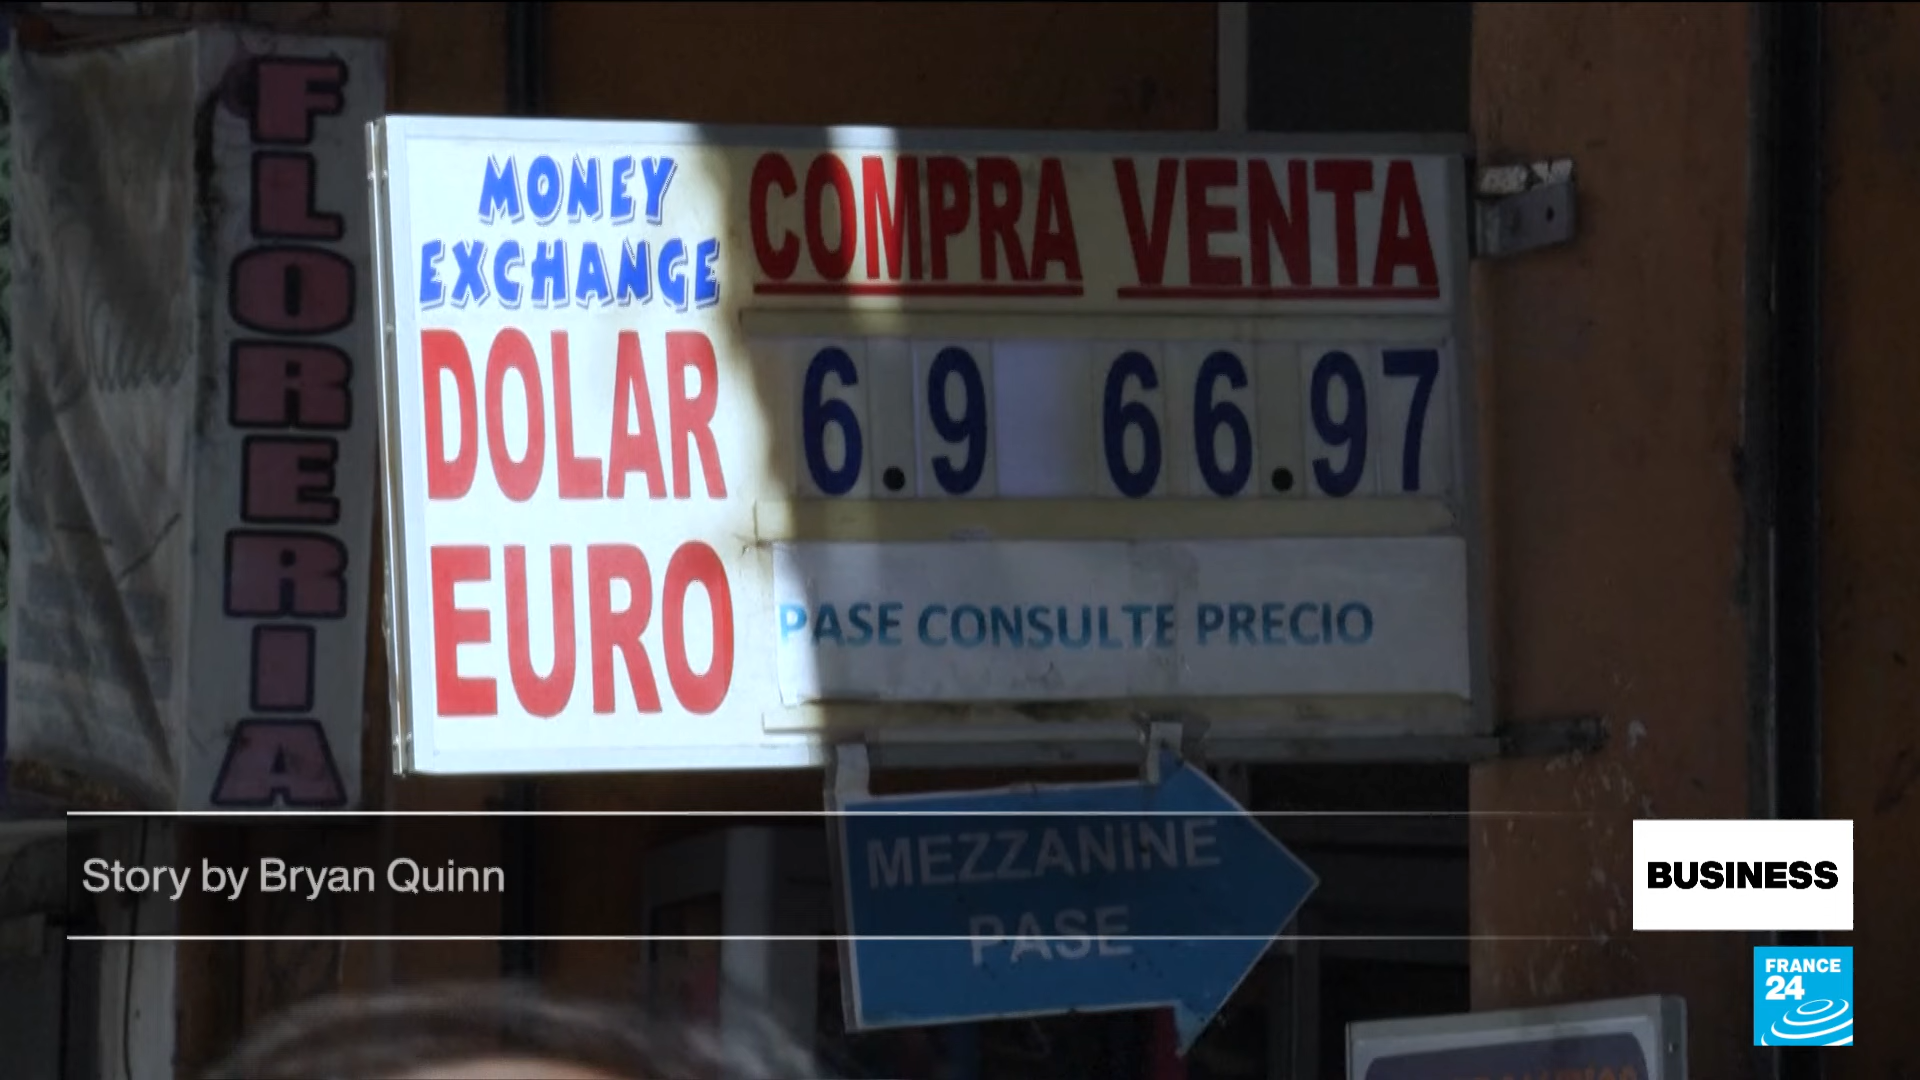 FLORERIA
MONEY
EXCHANGE
COMPRA VENTA
DOLAR 6.9 6 6.97
EURO PASE CONSULTE PRECIO
MEZZANINE
PASE
Story by Bryan Quinn
BUSINESS
FRANCE
24